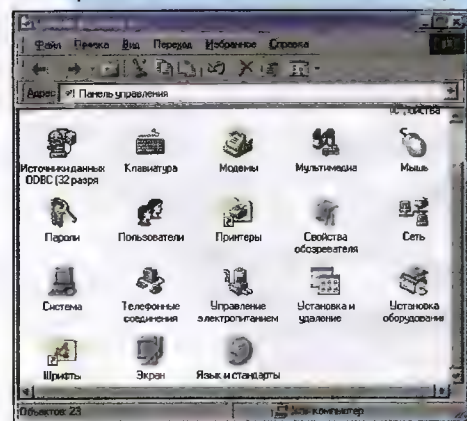 Файл Правка Вид Переход Избранное Справка
Адрес: Панель управления
Источники данных ODBC (32 разря
Клавиатура
Модемы
Мультимедиа
Мышь
Пароли
Пользователи
Принтеры
Свойства обозревателя
Сеть
Система
Телефонные соединения
Управление электропитанием
Установка и удаление
Установка оборудования
Шрифты
Экран
Язык и стандарты
Объектов: 23
Мой компьютер